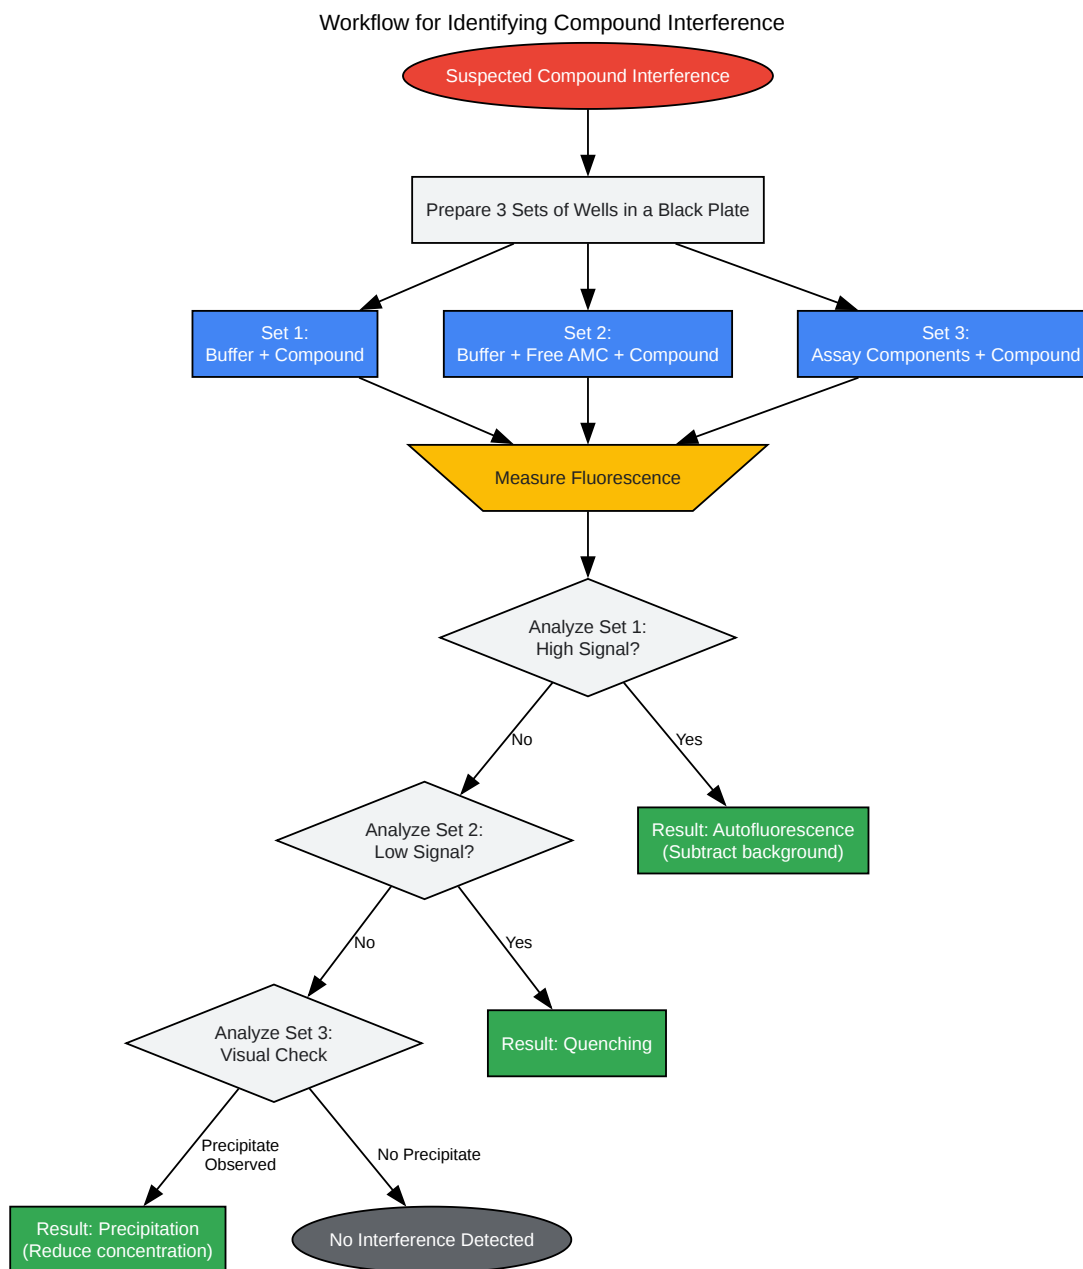 Workflow for Identifying Compound Interference
Suspected Compound Interference
Prepare 3 Sets of Wells in a Black Plate
Set 1:
Buffer + Compound
Set 2:
Buffer + Free AMC + Compound
Set 3:
Assay Components + Compound
Measure Fluorescence
Analyze Set 1:
High Signal?
No
Yes
Analyze Set 2:
Low Signal?
Result: Autofluorescence
(Subtract background)
No
Yes
Analyze Set 3:
Visual Check
Result: Quenching
Precipitate
Observed
No Precipitate
Result: Precipitation
(Reduce concentration)
No Interference Detected